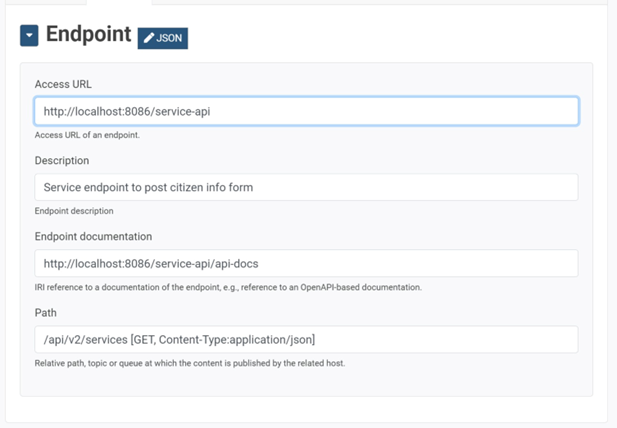 Endpoint JSON
Access URL
http://localhost:8086/service-api
Access URL of an endpoint.
Description
Service endpoint to post citizen info form
Endpoint description
Endpoint documentation
http://localhost:8086/service-api/api-docs
IRI reference to a documentation of the endpoint, e.g., reference to an OpenAPI-based documentation.
Path
/api/v2/services [GET, Content-Type:application/json]
Relative path, topic or queue at which the content is published by the related host.